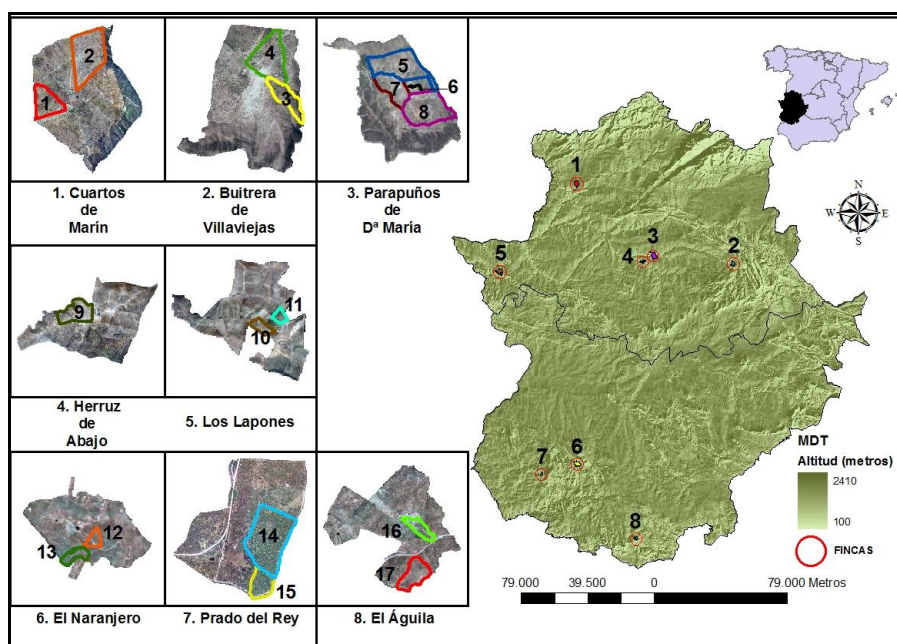 2
1
4
3
5
7
6
8
1. Cuartos
de
Marín
2. Buitrera
de
Villaviejas
3. Parapuños
de
Dª María
9
11
10
4. Herruz
de
Abajo
5. Los Lapones
12
13
14
15
16
17
6. El Naranjero
7. Prado del Rey
8. El Águila
1
5
4
3
2
7
6
8
N
W
E
S
MDT
Altitud (metros)
2410
100
FINCAS
79.000
39.500
0
79.000 Metros